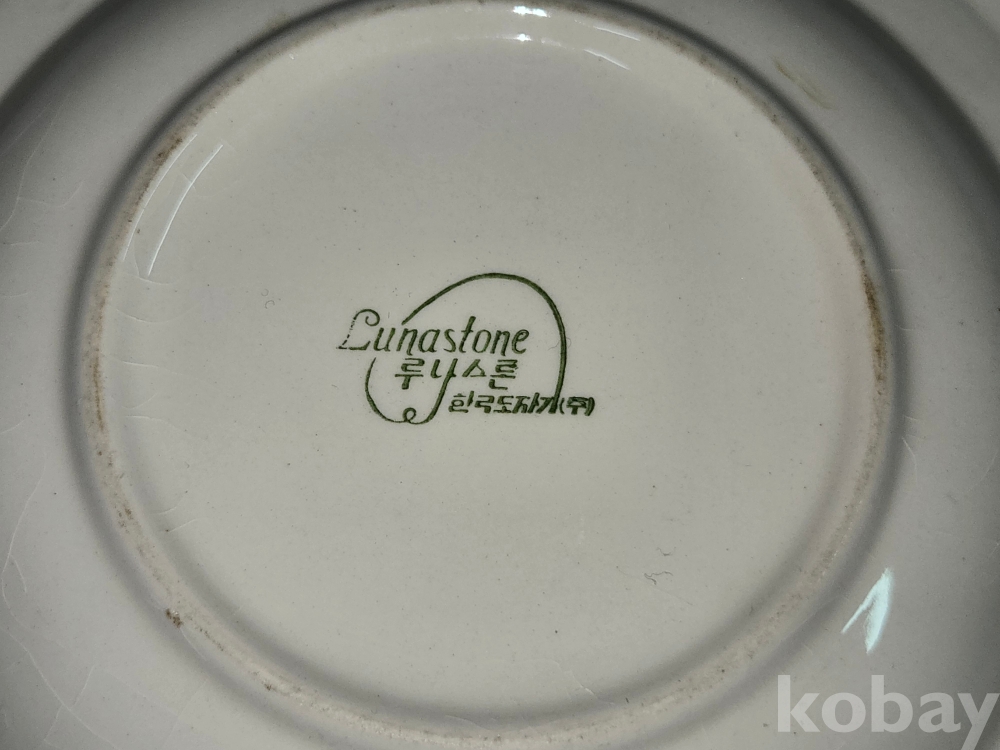 Lunastone
루나스톤
한국도자기(주)
kobay